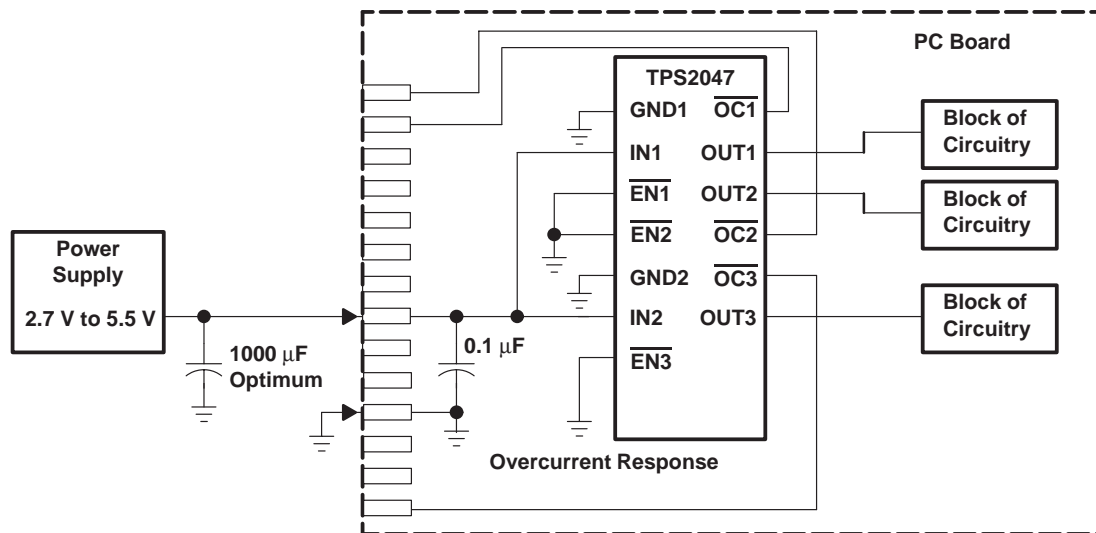 PC Board
TPS2047
GND1 OC1
IN1 OUT1
EN1 OUT2
EN2 OC2
GND2 OC3
IN2 OUT3
EN3
Block of
Circuitry
Block of
Circuitry
Block of
Circuitry
Power
Supply
2.7 V to 5.5 V
1000 μF
Optimum
0.1 μF
Overcurrent Response